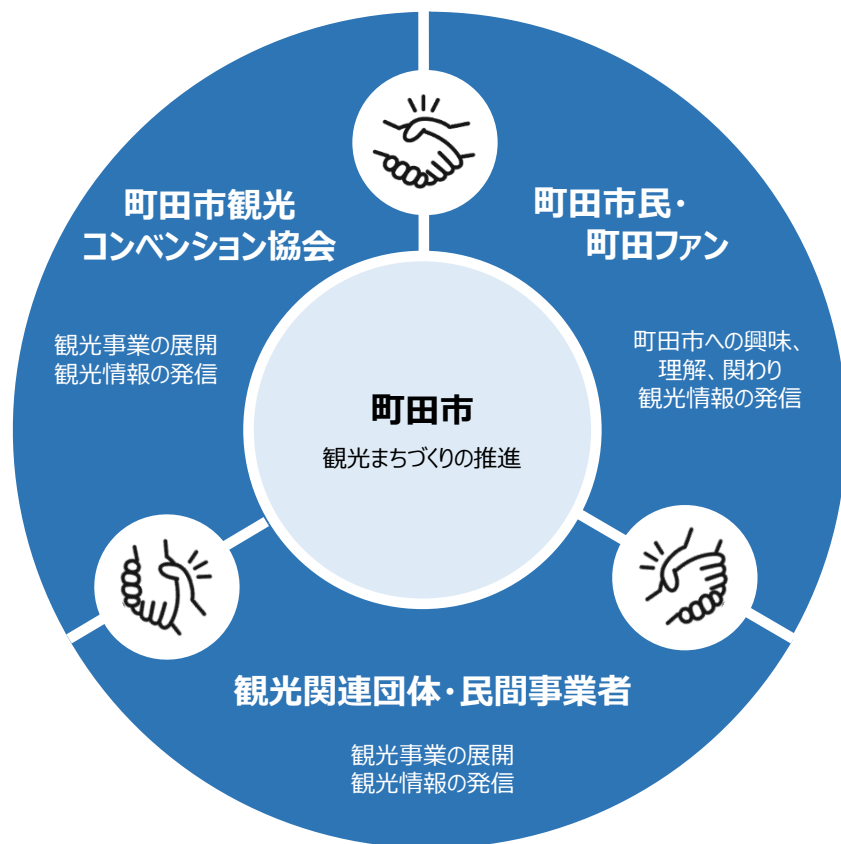 町田市観光
コンベンション協会
観光事業の展開
観光情報の発信
町田市民・
町田ファン
町田市への興味、
理解、関わり
観光情報の発信
町田市
観光まちづくりの推進
観光関連団体・民間事業者
観光事業の展開
観光情報の発信